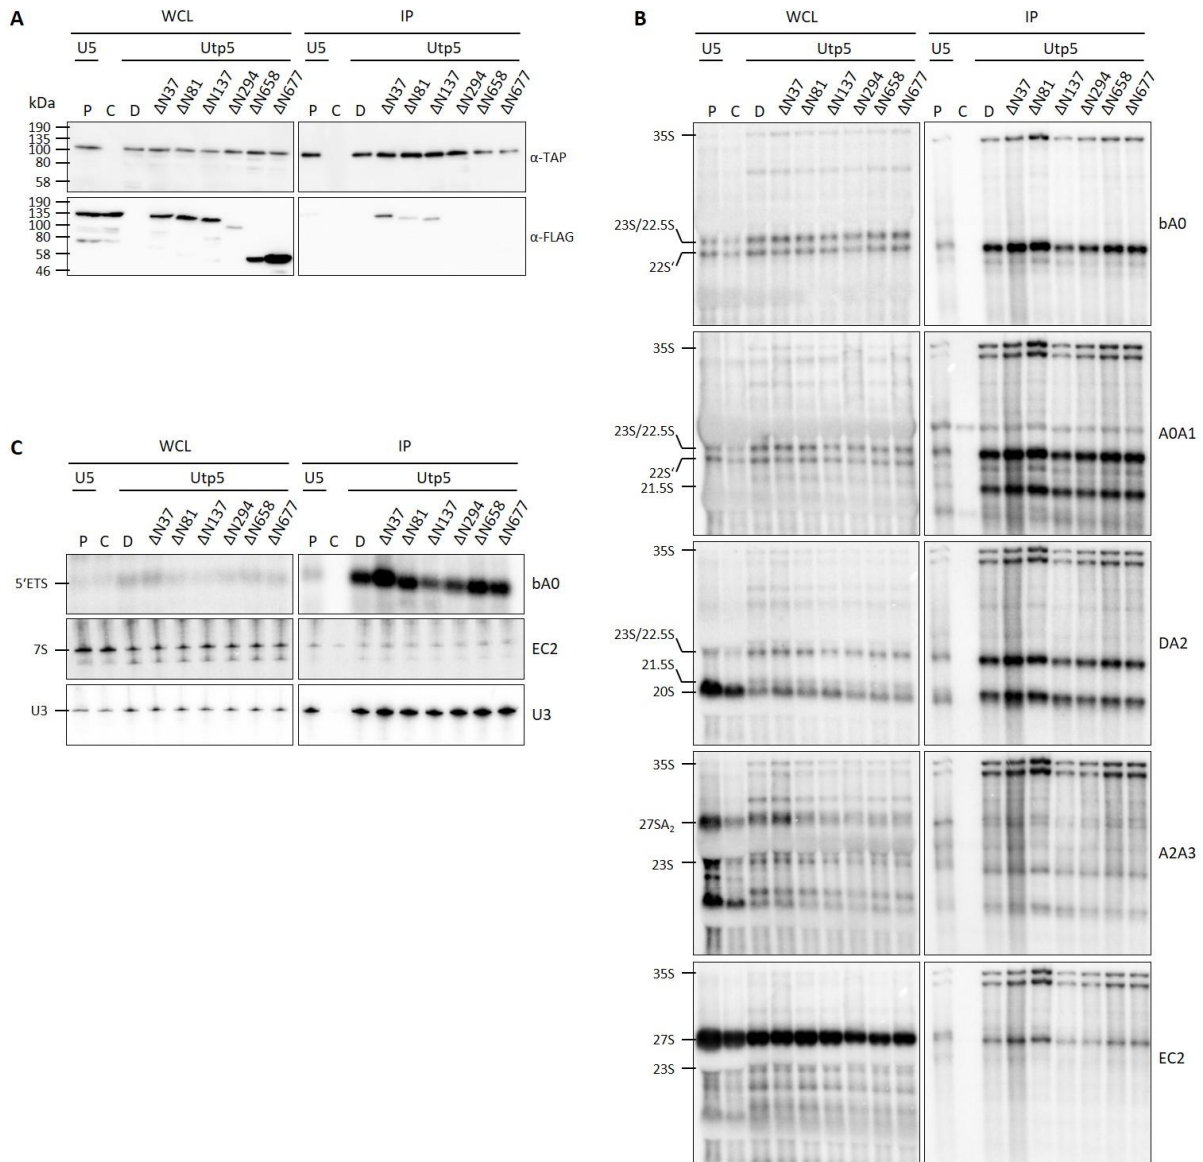 A
WCL IP
U5 Utp5 U5 Utp5
kDa P C D ΔN37 ΔN81 ΔN137 ΔN294 ΔN658 ΔN677 P C D ΔN37 ΔN81 ΔN137 ΔN294 ΔN658 ΔN677
190
135
100
80
58
α-TAP
190
135
100
80
58
46
α-FLAG
B
WCL IP
U5 Utp5 U5 Utp5
P C D ΔN37 ΔN81 ΔN137 ΔN294 ΔN658 ΔN677 P C D ΔN37 ΔN81 ΔN137 ΔN294 ΔN658 ΔN677
35S
23S/22.5S
22S‘
bA0
35S
23S/22.5S
22S‘
21.5S
A0A1
35S
23S/22.5S
21.5S
20S
DA2
35S
27SA2
23S
A2A3
35S
27S
23S
EC2
C
WCL IP
U5 Utp5 U5 Utp5
P C D ΔN37 ΔN81 ΔN137 ΔN294 ΔN658 ΔN677 P C D ΔN37 ΔN81 ΔN137 ΔN294 ΔN658 ΔN677
5‘ETS bA0
7S EC2
U3 U3